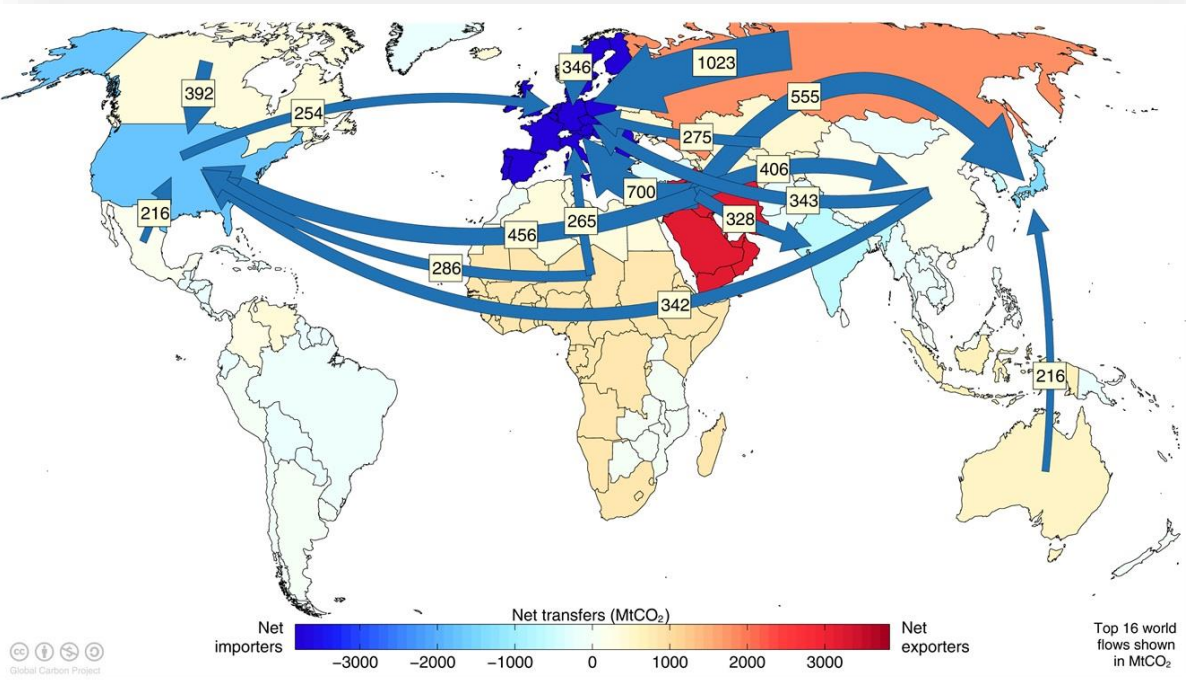 346
1023
392
555
254
275
406
700
343
216
265
328
456
286
342
216
Net transfers (MtCO₂)
Net importers
Net exporters
−3000 −2000 −1000 0 1000 2000 3000
Top 16 world
flows shown
in MtCO₂
Global Carbon Project